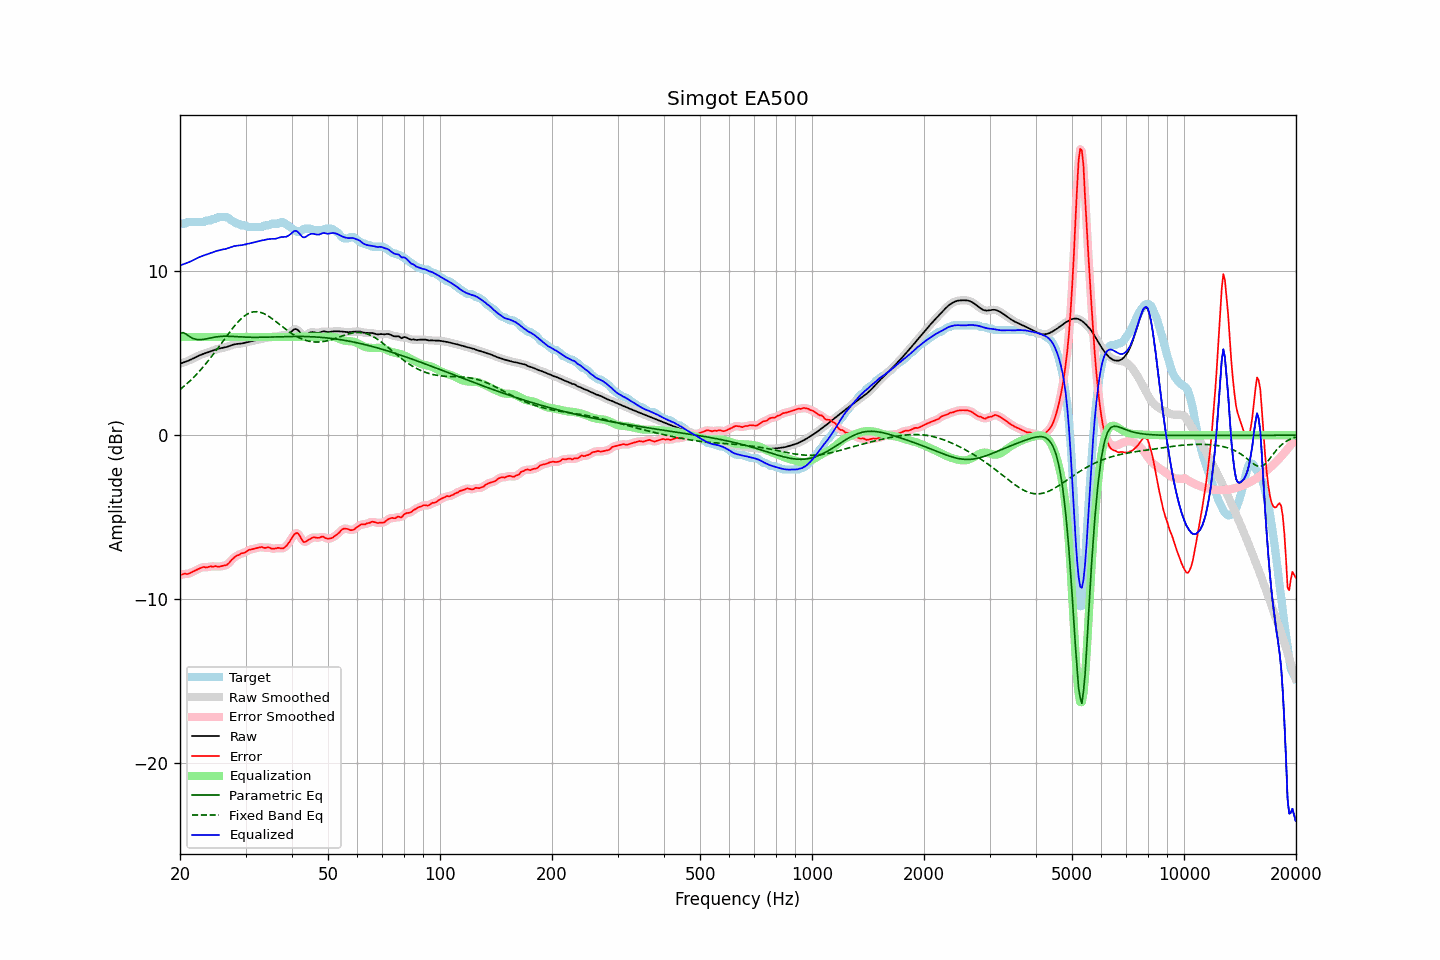 Simgot EA500
Amplitude (dBr)
10
0
−10
−20
Target
Raw Smoothed
Error Smoothed
Raw
Error
Equalization
Parametric Eq
Fixed Band Eq
Equalized
20 50 100 200 500 1000 2000 5000 10000 20000
Frequency (Hz)